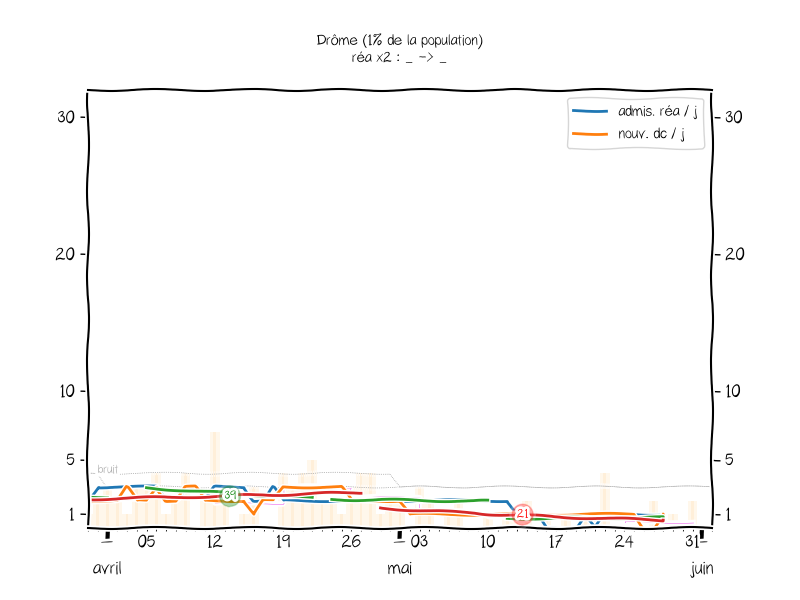 Drôme (1% de la population)
réa x2 : _ -> _
admis. réa / j
nouv. dc / j
30
30
20
20
10
10
5
5
bruit
39
21
1
1
05
12
19
26
03
10
17
24
31
avril
mai
juin